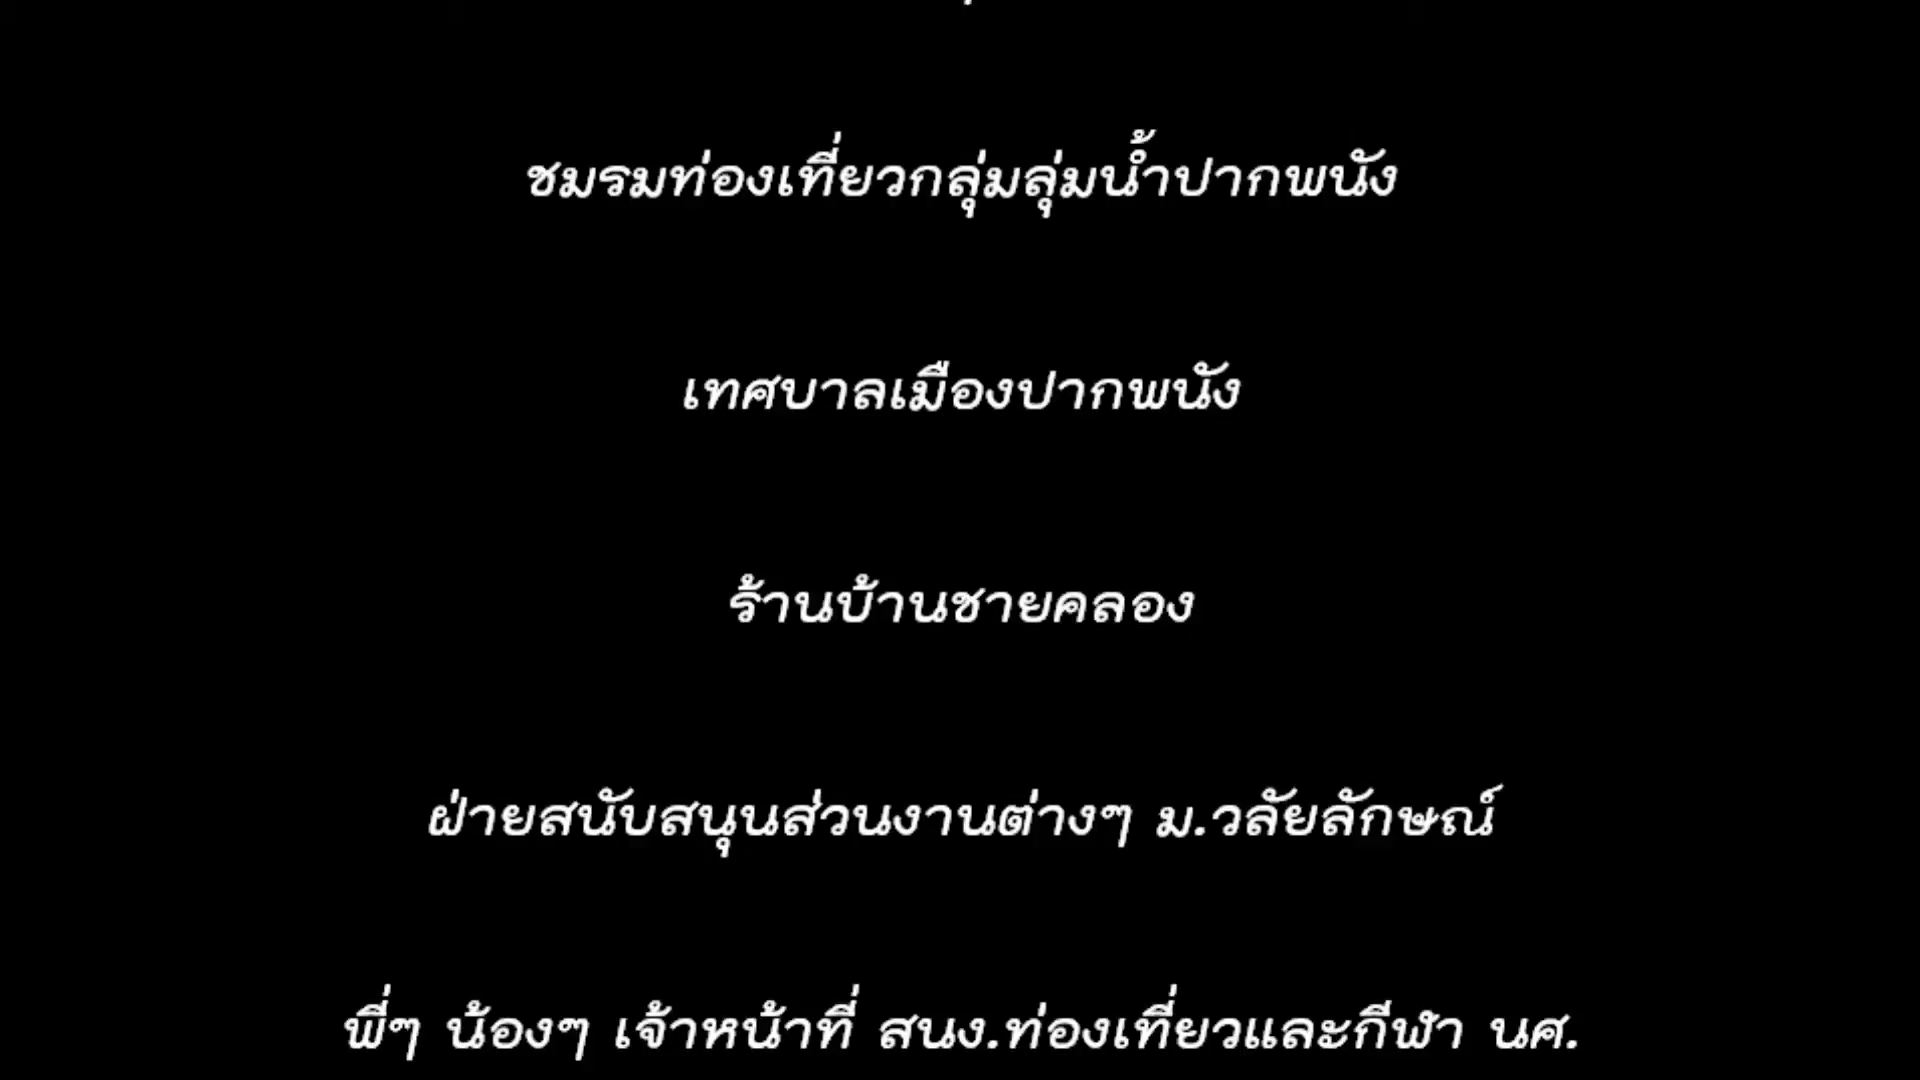 ชมรมท่องเที่ยวกลุ่มลุ่มน้ำปากพนัง
เทศบาลเมืองปากพนัง
ร้านบ้านชายคลอง
ฝ่ายสนับสนุนส่วนงานต่างๆ ม.วลัยลักษณ์
พี่ๆ น้องๆ เจ้าหน้าที่ สนง.ท่องเที่ยวและกีฬา นศ.